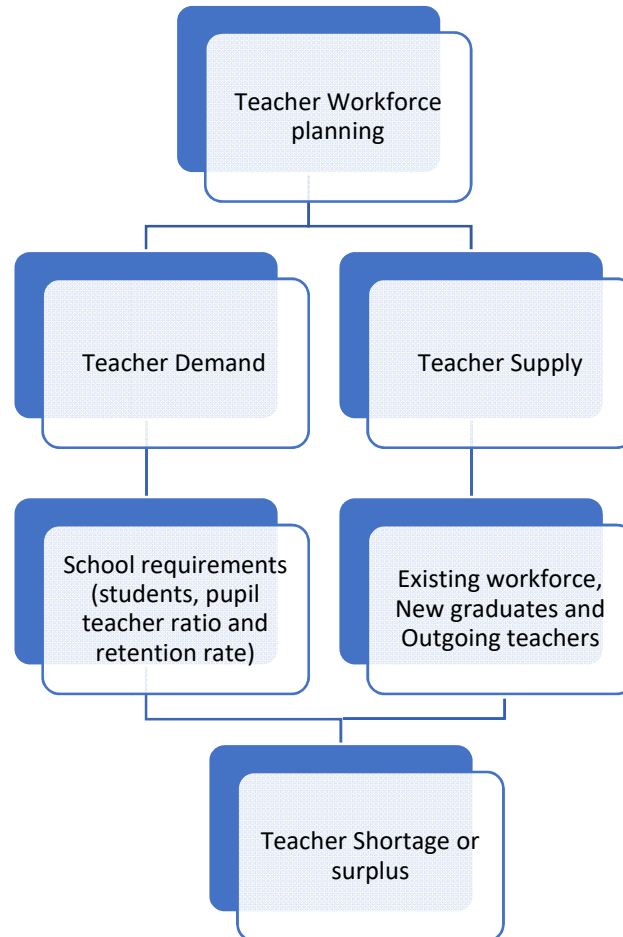 Teacher Workforce
planning
Teacher Demand
Teacher Supply
School requirements
(students, pupil
teacher ratio and
retention rate)
Existing workforce,
New graduates and
Outgoing teachers
Teacher Shortage or
surplus